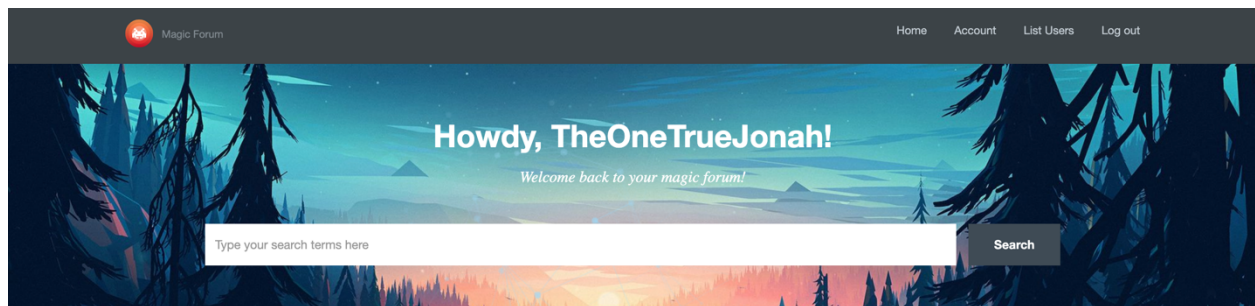 Magic Forum
Home Account List Users Log out
Howdy, TheOneTrueJonah!
Welcome back to your magic forum!
Type your search terms here
Search